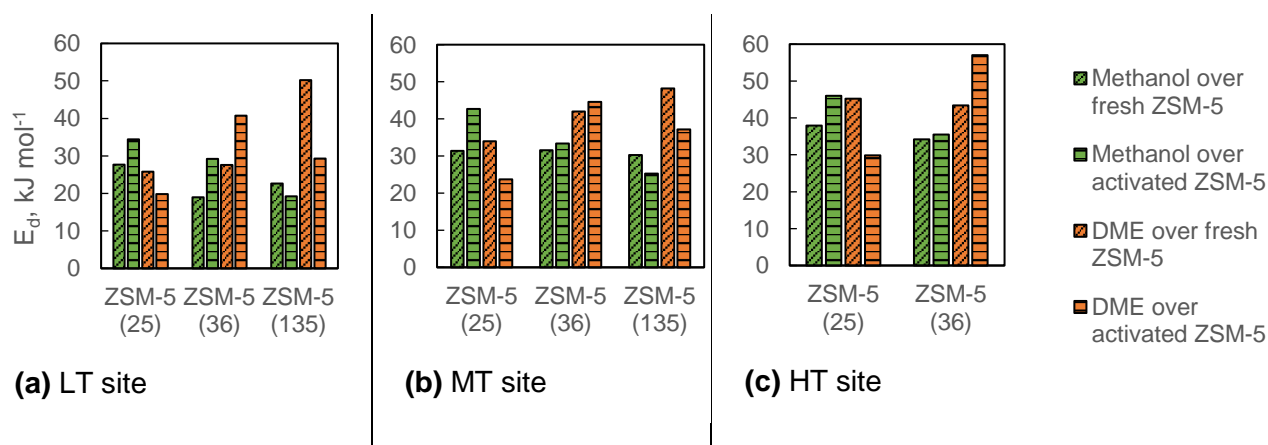 E_d, kJ mol⁻¹
60
50
40
30
20
10
0
ZSM-5 ZSM-5 ZSM-5
(25) (36) (135)
(a) LT site
60
50
40
30
20
10
0
ZSM-5 ZSM-5 ZSM-5
(25) (36) (135)
(b) MT site
60
50
40
30
20
10
0
ZSM-5 ZSM-5
(25) (36)
(c) HT site
Methanol over
fresh ZSM-5
Methanol over
activated ZSM-5
DME over fresh
ZSM-5
DME over
activated ZSM-5